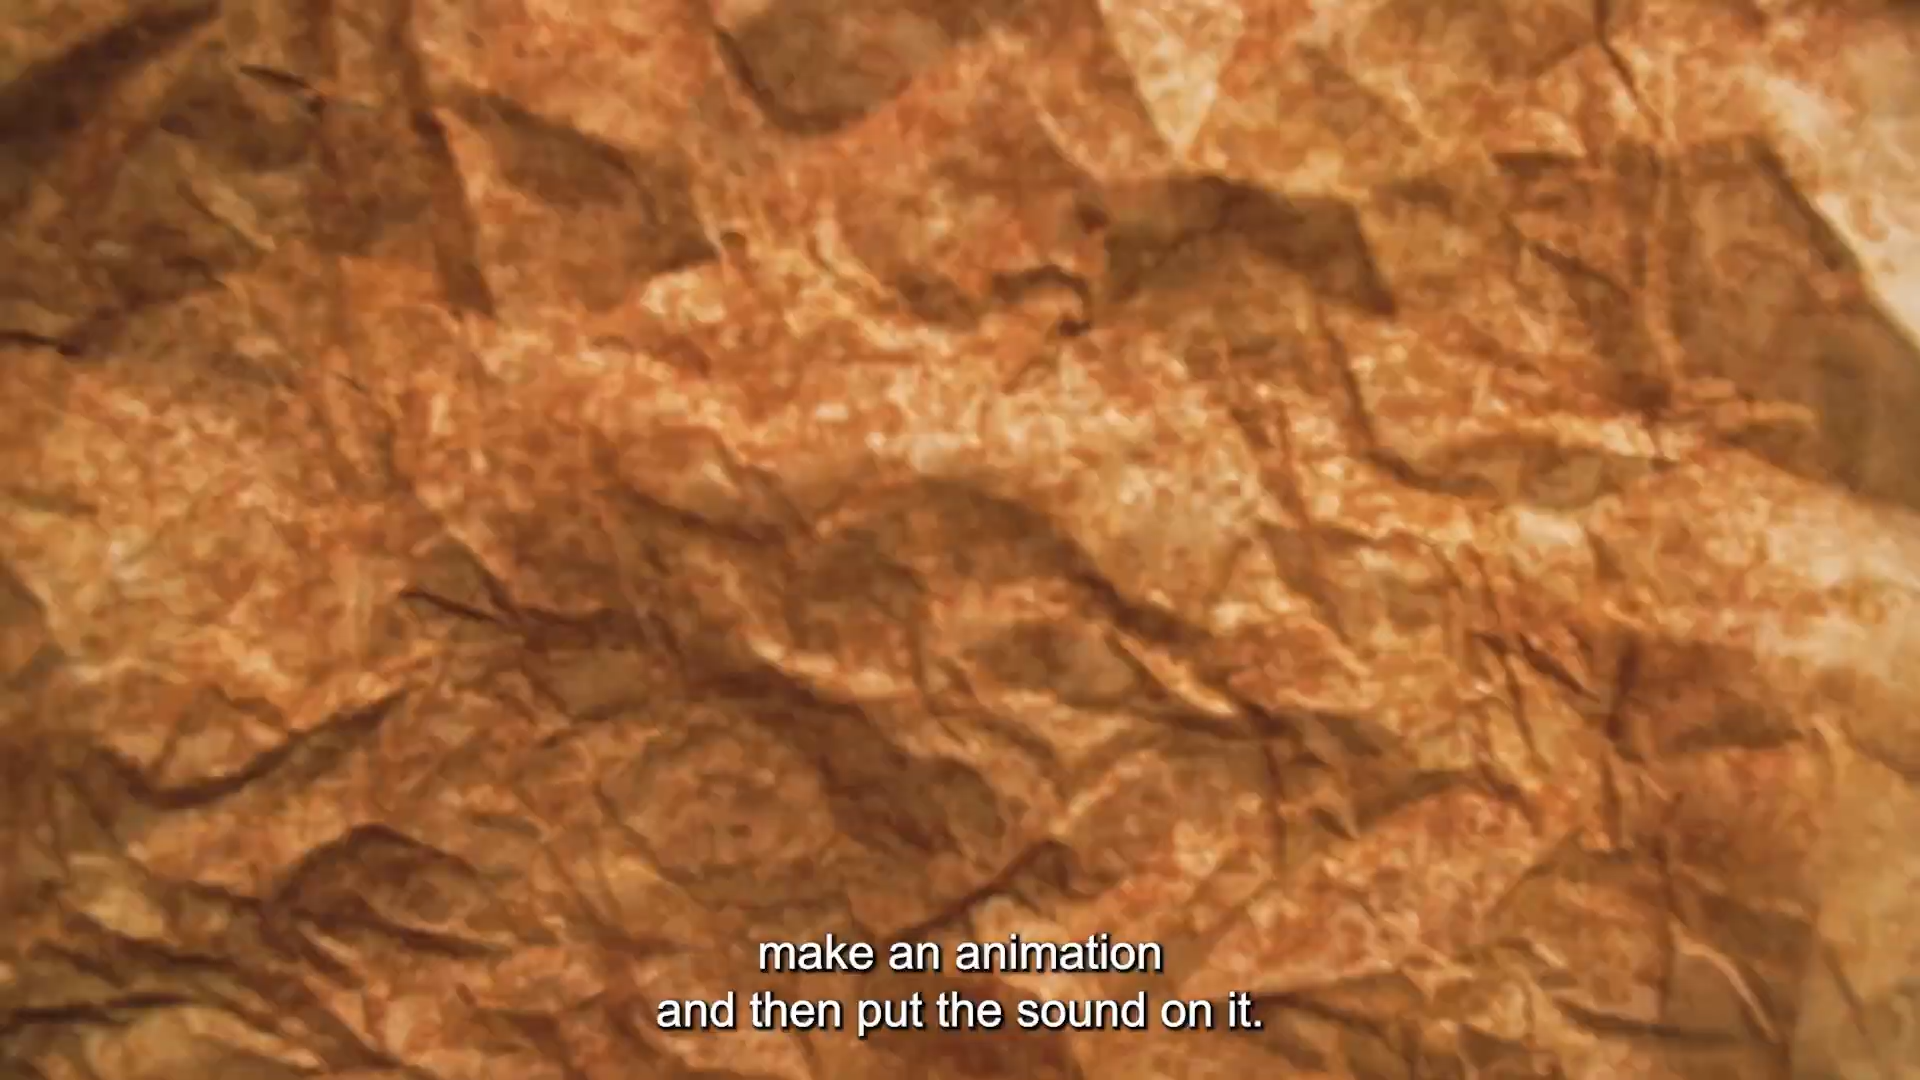 make an animation
and then put the sound on it.